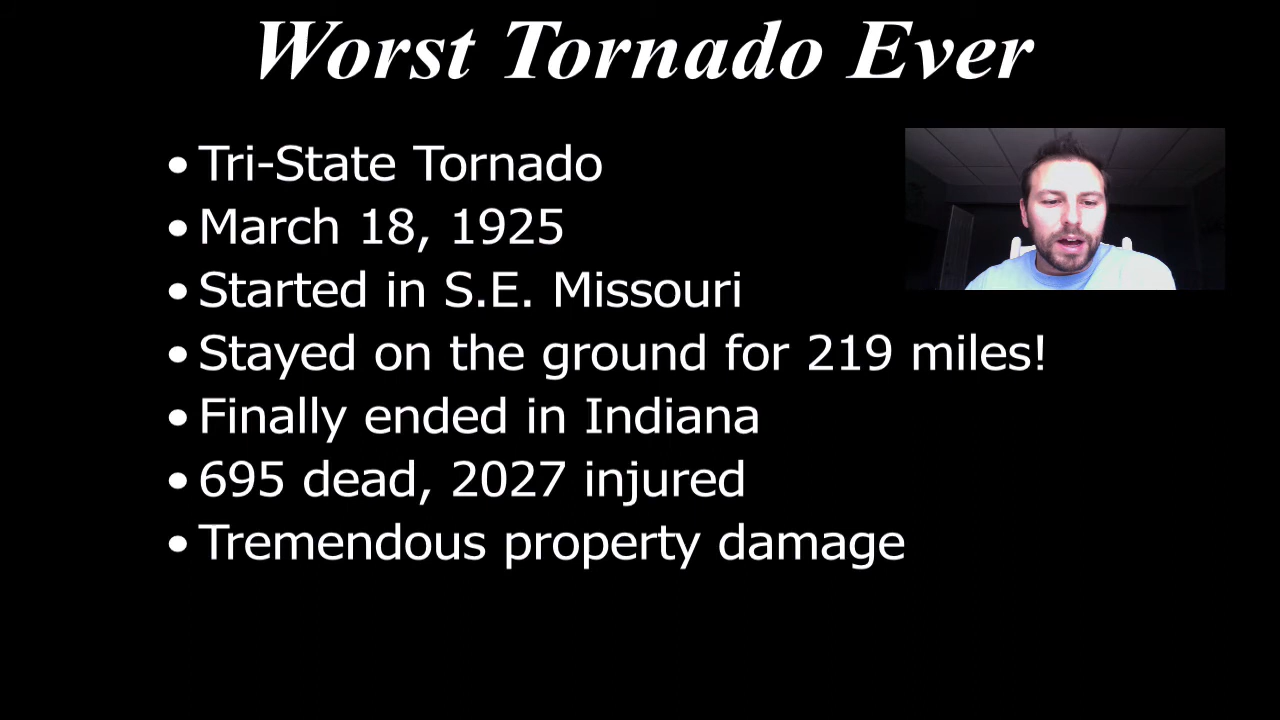 Worst Tornado Ever
• Tri-State Tornado
• March 18, 1925
• Started in S.E. Missouri
• Stayed on the ground for 219 miles!
• Finally ended in Indiana
• 695 dead, 2027 injured
• Tremendous property damage